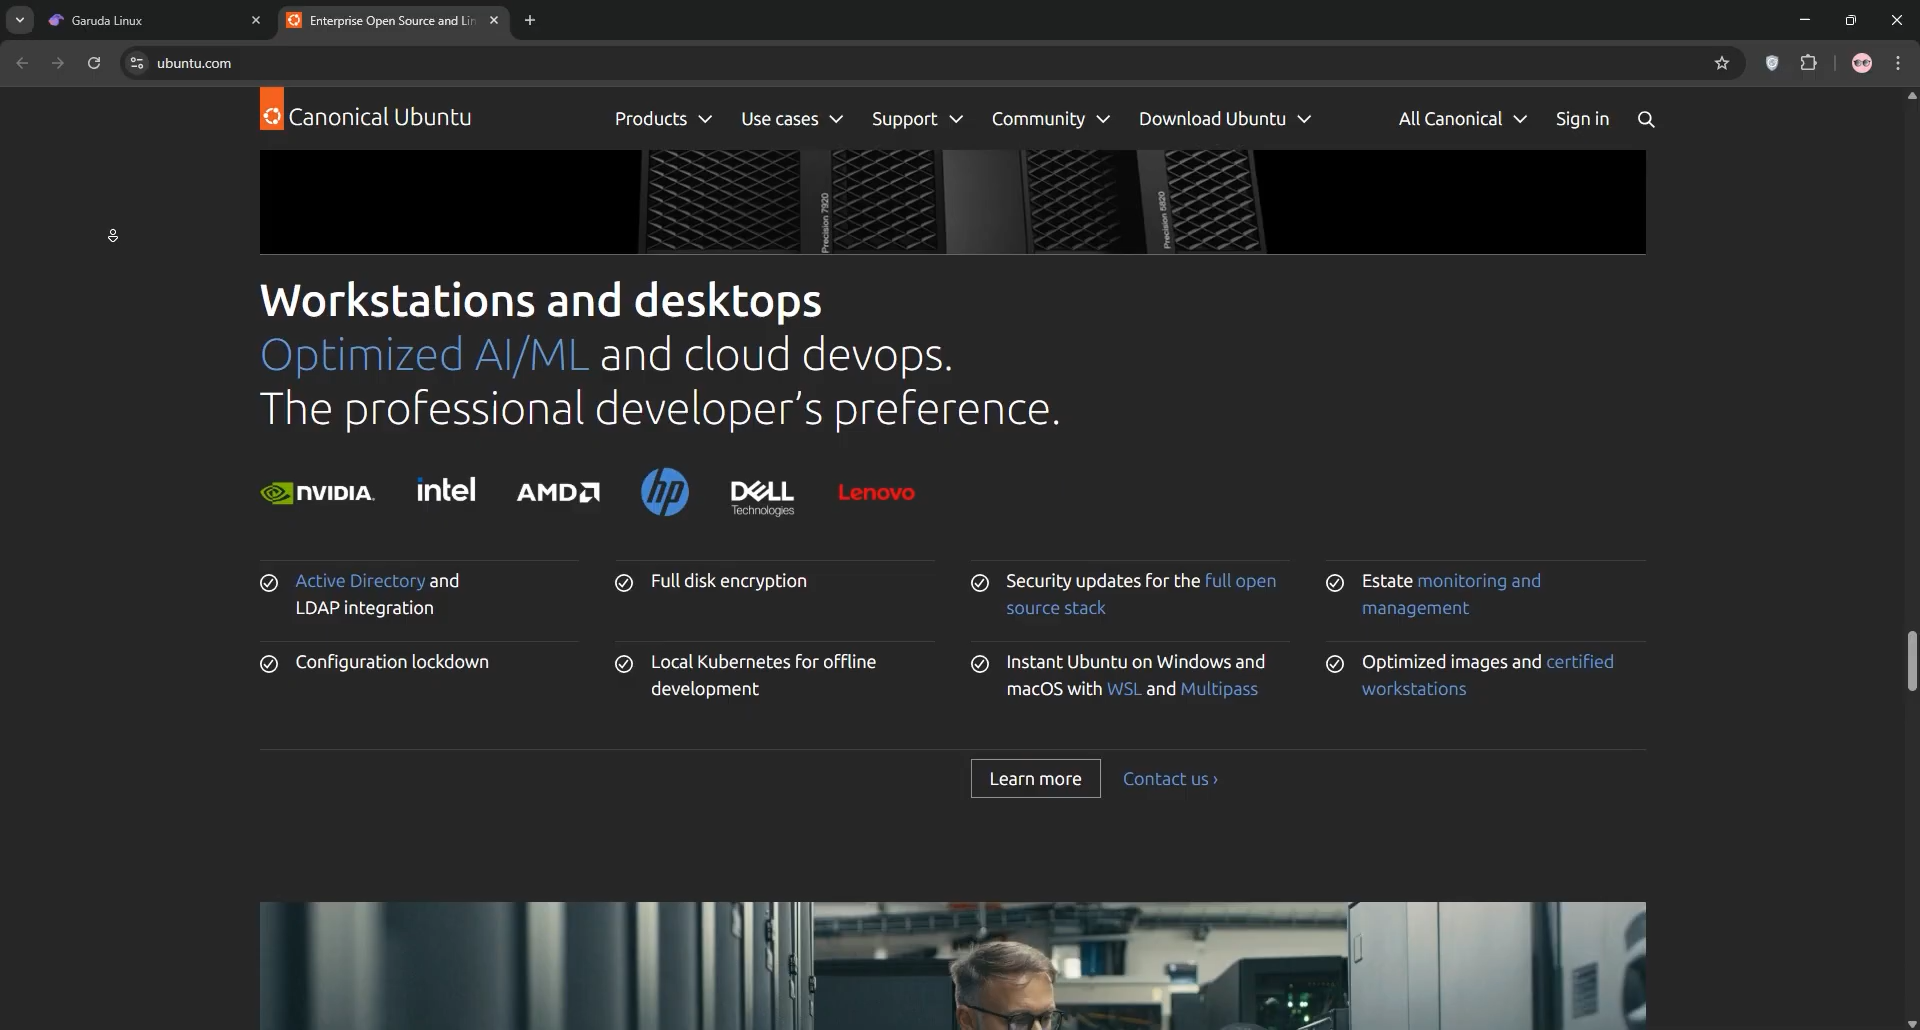 Garuda Linux
Enterprise Open Source and Lin
ubuntu.com
Canonical Ubuntu
Products
Use cases
Support
Community
Download Ubuntu
All Canonical
Sign in
Precision 7920
Precision 5820
Workstations and desktops
Optimized AI/ML and cloud devops.
The professional developer’s preference.
NVIDIA.
intel
AMD
hp
DELL
Technologies
Lenovo
Active Directory and
LDAP integration
Full disk encryption
Security updates for the full open
source stack
Estate monitoring and
management
Configuration lockdown
Local Kubernetes for offline
development
Instant Ubuntu on Windows and
macOS with WSL and Multipass
Optimized images and certified
workstations
Learn more
Contact us ›